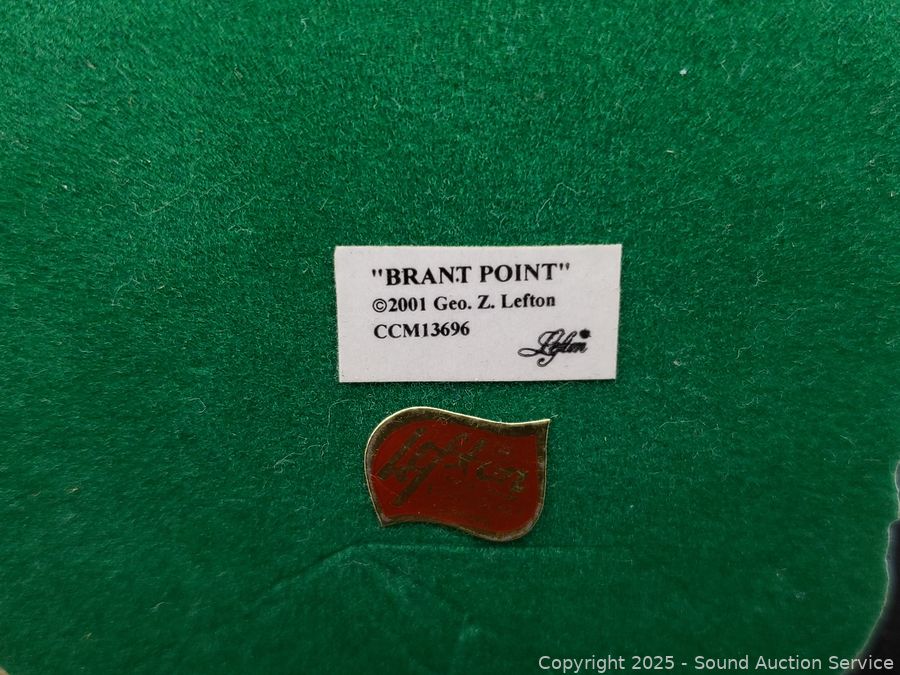 "BRANT POINT"
©2001 Geo. Z. Lefton
CCM13696
Lefton
Lefton
Copyright 2025 - Sound Auction Service